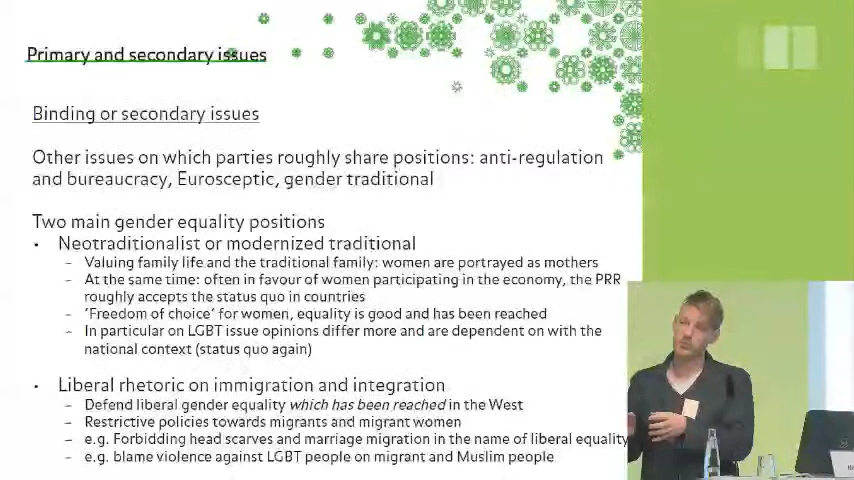 Primary and secondary issues
Binding or secondary issues
Other issues on which parties roughly share positions: anti-regulation
and bureaucracy, Eurosceptic, gender traditional
Two main gender equality positions
• Neotraditionalist or modernized traditional
– Valuing family life and the traditional family: women are portrayed as mothers
– At the same time: often in favour of women participating in the economy, the PRR
roughly accepts the status quo in countries
– 'Freedom of choice' for women, equality is good and has been reached
– In particular on LGBT issue opinions differ more and are dependent on with the
national context (status quo again)
• Liberal rhetoric on immigration and integration
– Defend liberal gender equality which has been reached in the West
– Restrictive policies towards migrants and migrant women
– e.g. Forbidding head scarves and marriage migration in the name of liberal equality
– e.g. blame violence against LGBT people on migrant and Muslim people